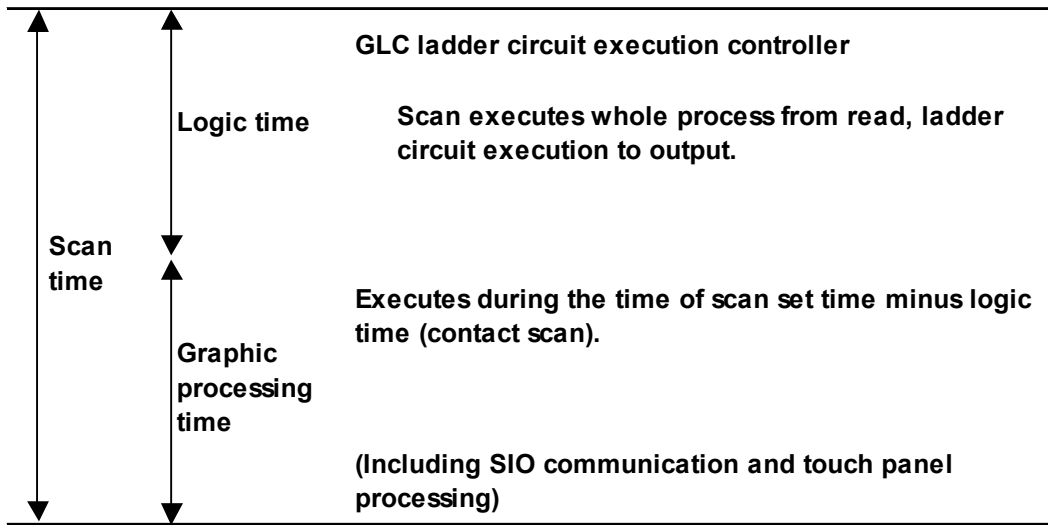 GLC ladder circuit execution controller
Logic time
Scan executes whole process from read, ladder
circuit execution to output.
Scan
time
Executes during the time of scan set time minus logic
time (contact scan).
Graphic
processing
time
(Including SIO communication and touch panel
processing)